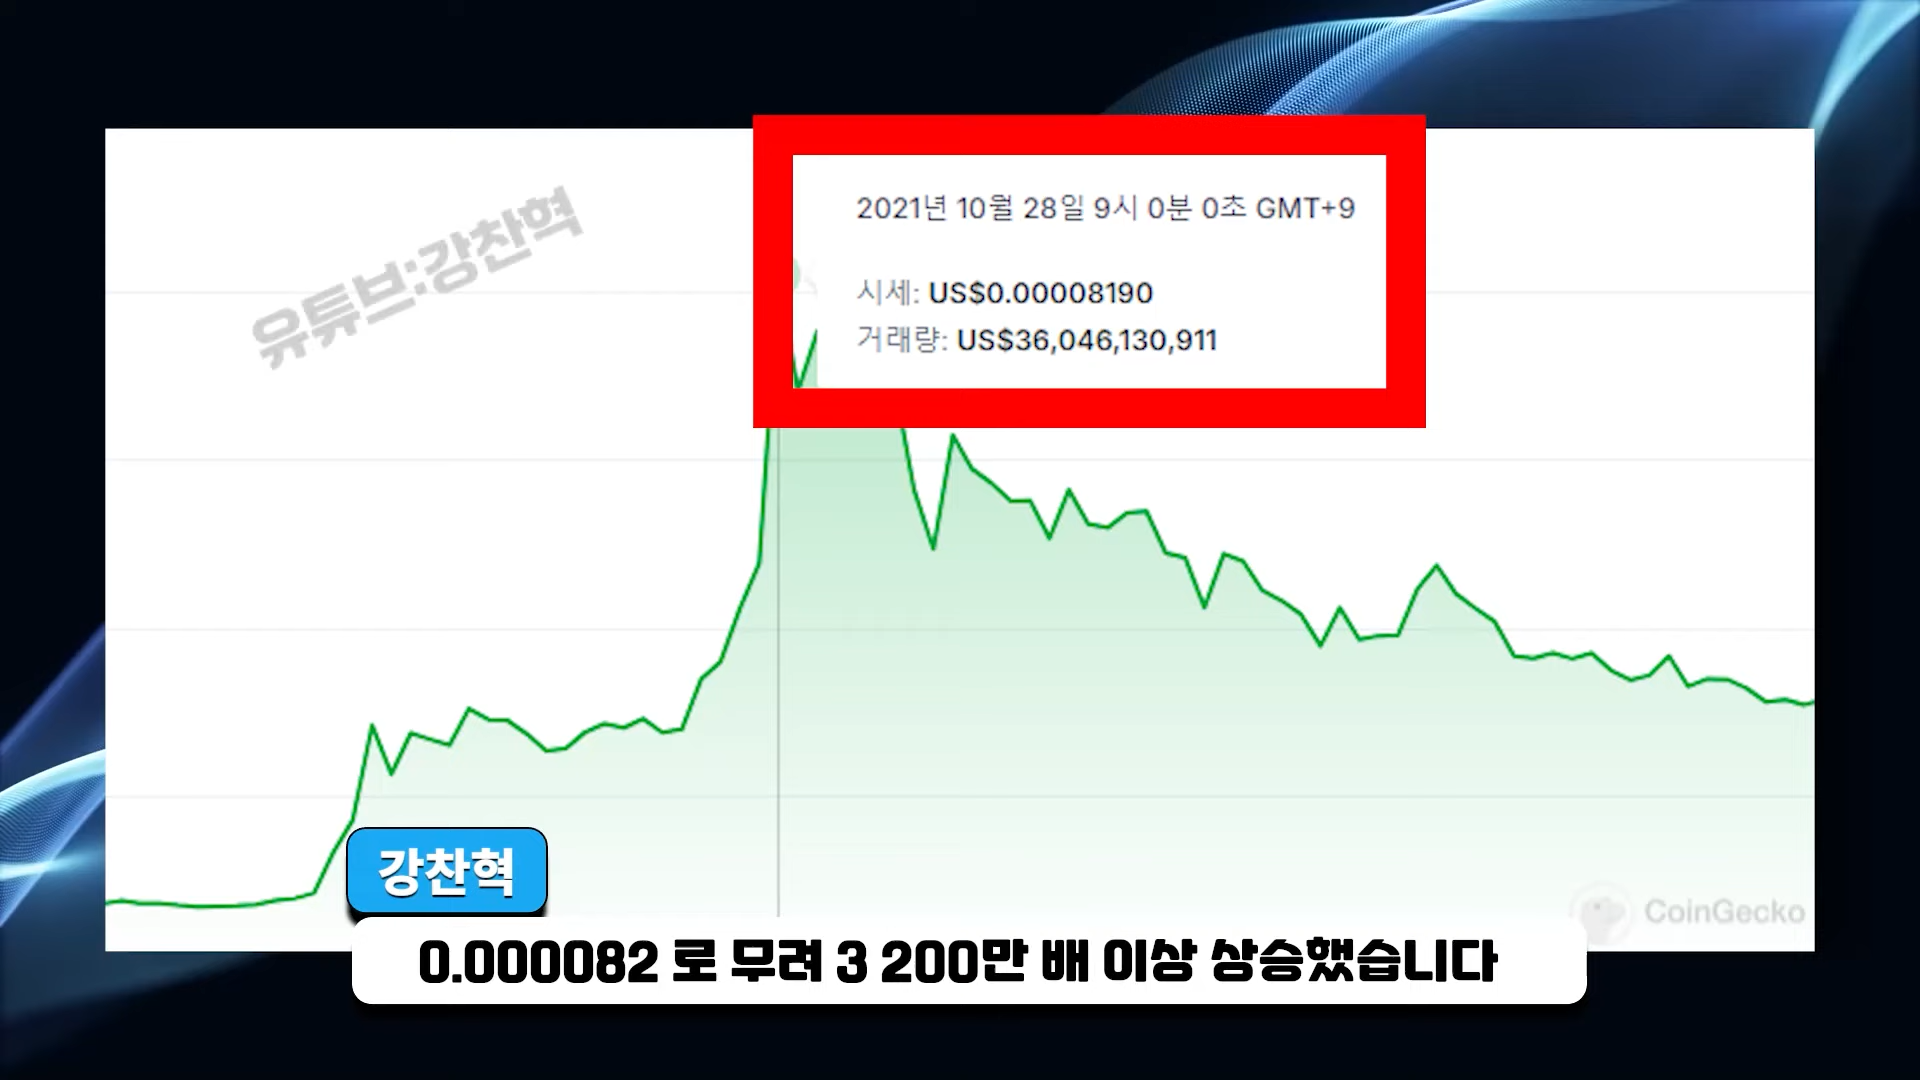 유튜브:강찬혁
2021년 10월 28일 9시 0분 0초 GMT+9
시세: US$0.00008190
거래량: US$36,046,130,911
강찬혁
CoinGecko
0.000082 로 무려 3 200만 배 이상 상승했습니다